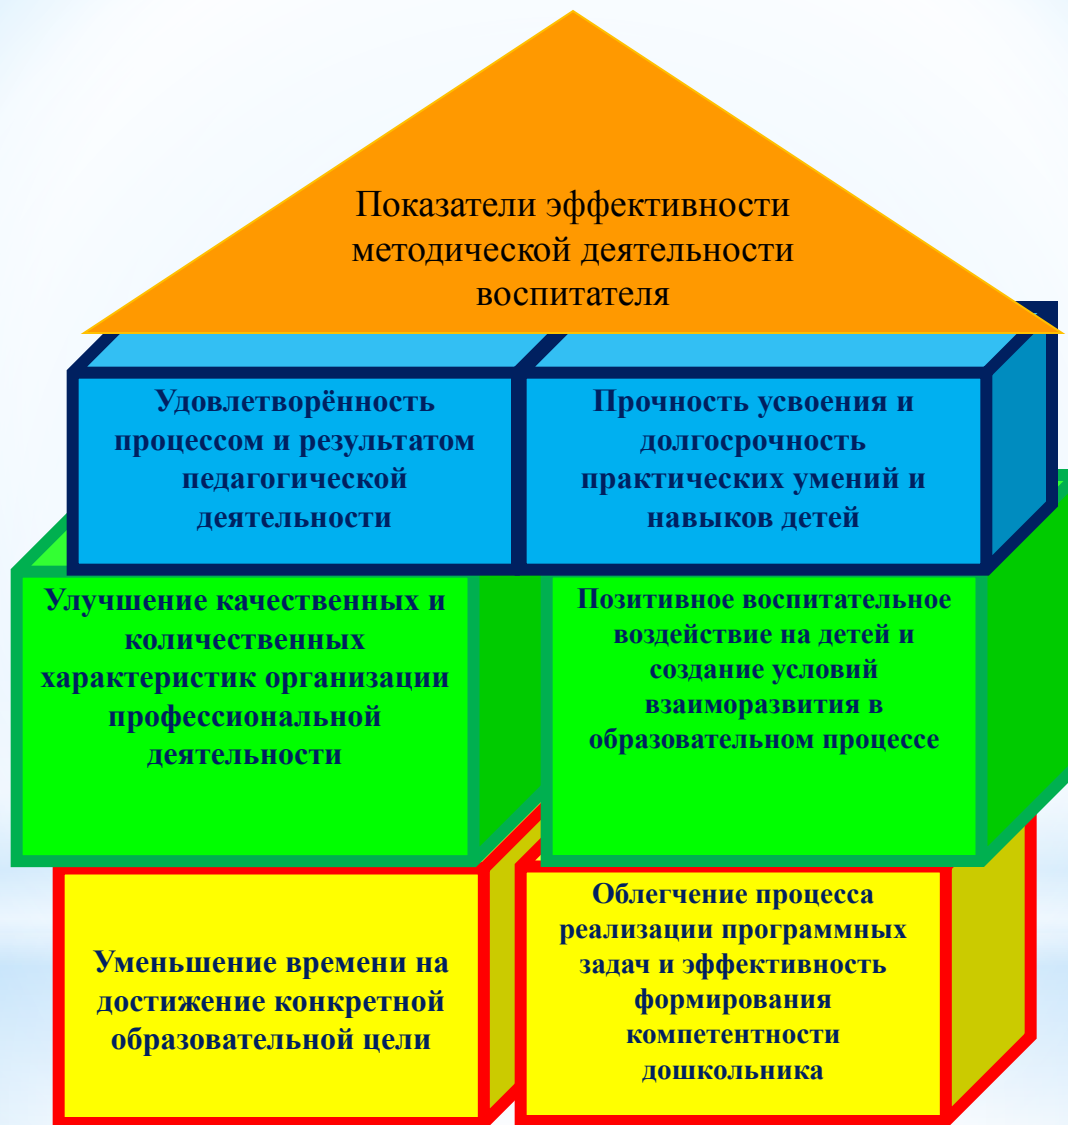 Показатели эффективности
методической деятельности
воспитателя
Удовлетворённость
процессом и результатом
педагогической
деятельности
Прочность усвоения и
долгосрочность
практических умений и
навыков детей
Улучшение качественных и
количественных
характеристик организации
профессиональной
деятельности
Позитивное воспитательное
воздействие на детей и
создание условий
взаиморазвития в
образовательном процессе
Уменьшение времени на
достижение конкретной
образовательной цели
Облегчение процесса
реализации программных
задач и эффективность
формирования
компетентности
дошкольника